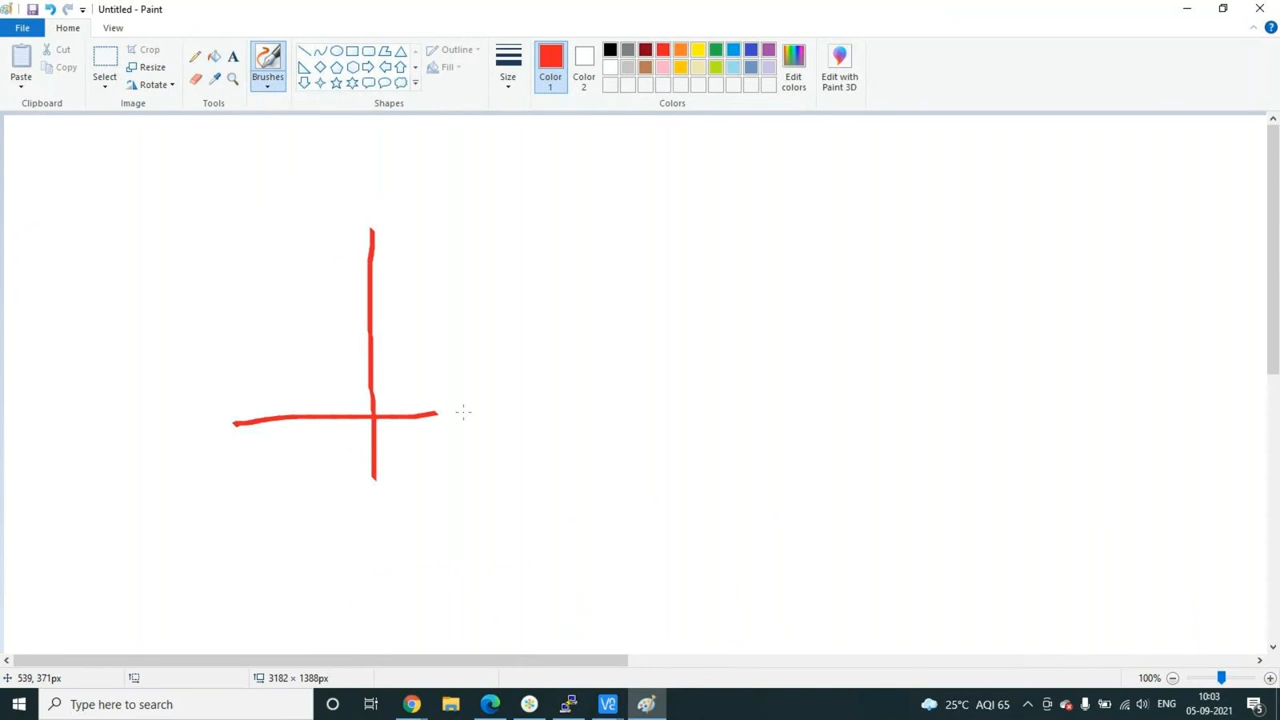 Untitled - Paint
File Home View
Paste
Cut
Copy
Clipboard
Select
Crop
Resize
Rotate
Image
A
Tools
Brushes
Outline
Fill
Shapes
Size
Color 1
Color 2
Edit colors
Colors
Edit with Paint 3D
539, 371px
3182 × 1388px
100%
Type here to search
25°C AQI 65
ENG
10:03
05-09-2021
5